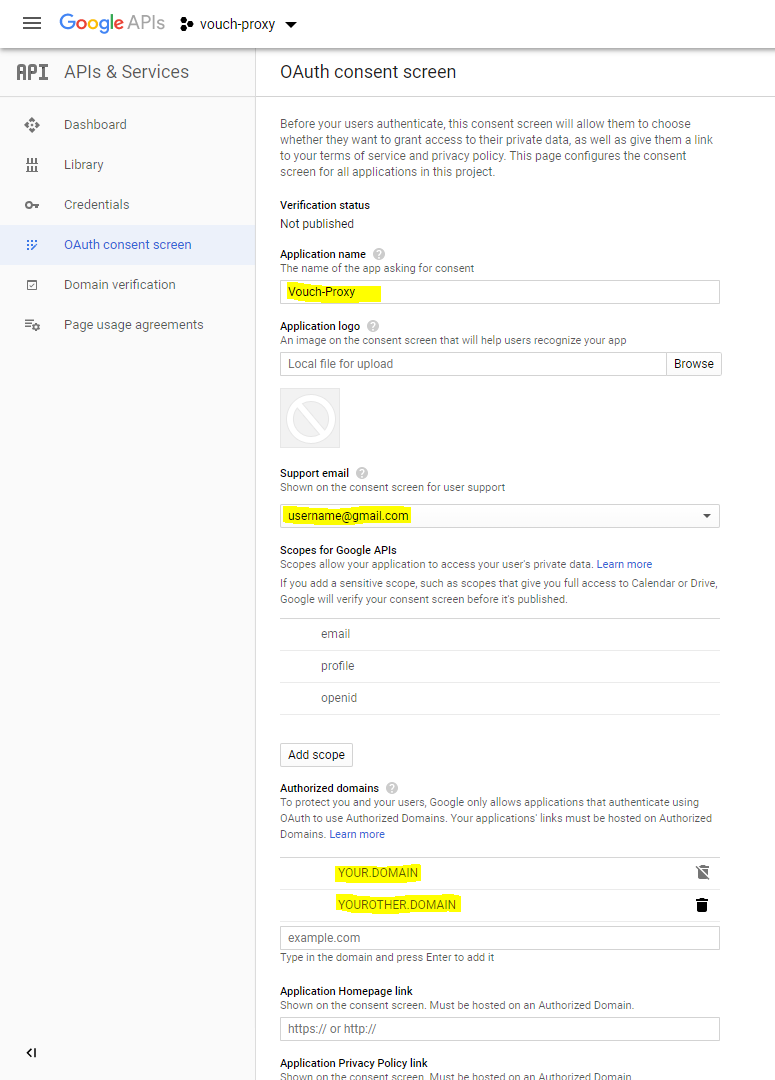 Google APIs vouch-proxy
API APIs & Services
OAuth consent screen
Dashboard
Library
Credentials
OAuth consent screen
Domain verification
Page usage agreements
Before your users authenticate, this consent screen will allow them to choose
whether they want to grant access to their private data, as well as give them a link
to your terms of service and privacy policy. This page configures the consent
screen for all applications in this project.
Verification status
Not published
Application name ?
The name of the app asking for consent
Vouch-Proxy
Application logo ?
An image on the consent screen that will help users recognize your app
Local file for upload Browse
Support email ?
Shown on the consent screen for user support
username@gmail.com
Scopes for Google APIs
Scopes allow your application to access your user's private data. Learn more
If you add a sensitive scope, such as scopes that give you full access to Calendar or Drive,
Google will verify your consent screen before it's published.
email
profile
openid
Add scope
Authorized domains ?
To protect you and your users, Google only allows applications that authenticate using
OAuth to use Authorized Domains. Your applications' links must be hosted on Authorized
Domains. Learn more
YOUR.DOMAIN
YOUROTHER.DOMAIN
example.com
Type in the domain and press Enter to add it
Application Homepage link
Shown on the consent screen. Must be hosted on an Authorized Domain.
https:// or http://
Application Privacy Policy link
Shown on the consent screen. Must be hosted on an Authorized Domain.